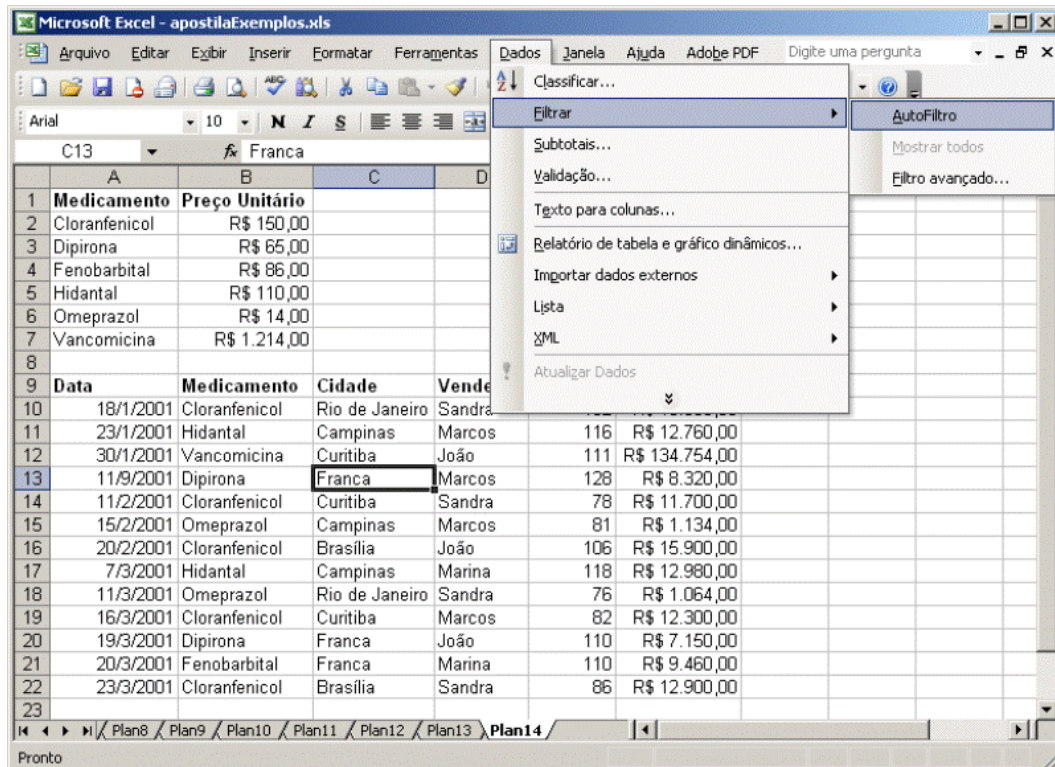 Microsoft Excel - apostilaExemplos.xls
Arquivo Editar Exibir Inserir Formatar Ferramentas Dados Janela Ajuda Adobe PDF Digite uma pergunta
Arial 10 N I S
C13 fx Franca
Classificar...
Filtrar
Subtotais...
Validação...
Texto para colunas...
Relatório de tabela e gráfico dinâmicos...
Importar dados externos
Lista
XML
Atualizar Dados
AutoFiltro
Mostrar todos
Filtro avançado...
A B C D
1 Medicamento Preço Unitário
2 Cloranfenicol R$ 150,00
3 Dipirona R$ 65,00
4 Fenobarbital R$ 86,00
5 Hidantal R$ 110,00
6 Omeprazol R$ 14,00
7 Vancomicina R$ 1.214,00
8
9 Data Medicamento Cidade Vende
10 18/1/2001 Cloranfenicol Rio de Janeiro Sandra
11 23/1/2001 Hidantal Campinas Marcos 116 R$ 12.760,00
12 30/1/2001 Vancomicina Curitiba João 111 R$ 134.754,00
13 11/9/2001 Dipirona Franca Marcos 128 R$ 8.320,00
14 11/2/2001 Cloranfenicol Curitiba Sandra 78 R$ 11.700,00
15 15/2/2001 Omeprazol Campinas Marcos 81 R$ 1.134,00
16 20/2/2001 Cloranfenicol Brasília João 106 R$ 15.900,00
17 7/3/2001 Hidantal Campinas Marina 118 R$ 12.980,00
18 11/3/2001 Omeprazol Rio de Janeiro Sandra 76 R$ 1.064,00
19 16/3/2001 Cloranfenicol Curitiba Marcos 82 R$ 12.300,00
20 19/3/2001 Dipirona Franca João 110 R$ 7.150,00
21 20/3/2001 Fenobarbital Franca Marina 110 R$ 9.460,00
22 23/3/2001 Cloranfenicol Brasília Sandra 86 R$ 12.900,00
23
Plan8 Plan9 Plan10 Plan11 Plan12 Plan13 Plan14
Pronto